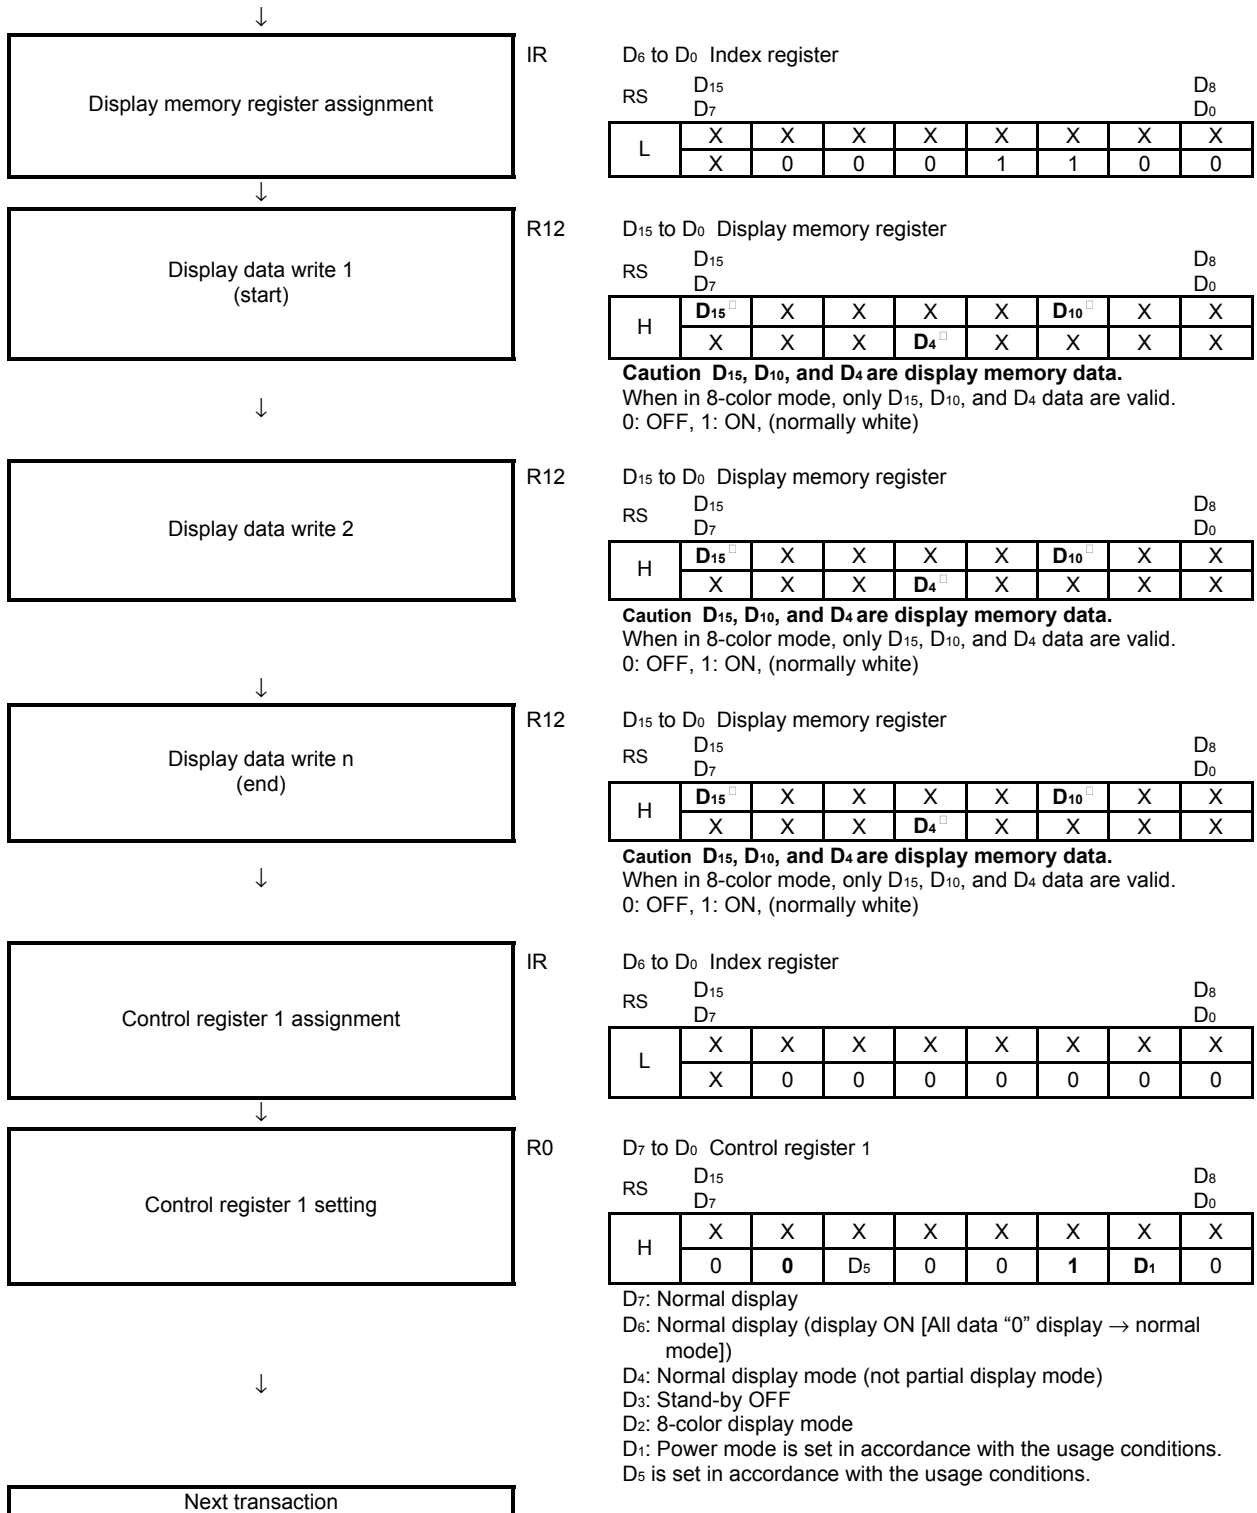 ↓
IR
D6 to D0 Index register
Display memory register assignment
RS D15 D8
D7 D0
L X X X X X X X X
X 0 0 0 1 1 0 0
↓
R12
D15 to D0 Display memory register
Display data write 1
(start)
RS D15 D8
D7 D0
H D15 X X X X D10 X X
X X X D4 X X X X
Caution D15, D10, and D4 are display memory data.
When in 8-color mode, only D15, D10, and D4 data are valid.
0: OFF, 1: ON, (normally white)
↓
R12
D15 to D0 Display memory register
Display data write 2
RS D15 D8
D7 D0
H D15 X X X X D10 X X
X X X D4 X X X X
Caution D15, D10, and D4 are display memory data.
When in 8-color mode, only D15, D10, and D4 data are valid.
0: OFF, 1: ON, (normally white)
↓
R12
D15 to D0 Display memory register
Display data write n
(end)
RS D15 D8
D7 D0
H D15 X X X X D10 X X
X X X D4 X X X X
Caution D15, D10, and D4 are display memory data.
When in 8-color mode, only D15, D10, and D4 data are valid.
0: OFF, 1: ON, (normally white)
↓
IR
D6 to D0 Index register
Control register 1 assignment
RS D15 D8
D7 D0
L X X X X X X X X
X 0 0 0 0 0 0 0
↓
R0
D7 to D0 Control register 1
Control register 1 setting
RS D15 D8
D7 D0
H X X X X X X X X
0 0 D5 0 0 1 D1 0
D7: Normal display
D6: Normal display (display ON [All data “0” display → normal
mode])
D4: Normal display mode (not partial display mode)
D3: Stand-by OFF
D2: 8-color display mode
D1: Power mode is set in accordance with the usage conditions.
D5 is set in accordance with the usage conditions.
↓
Next transaction